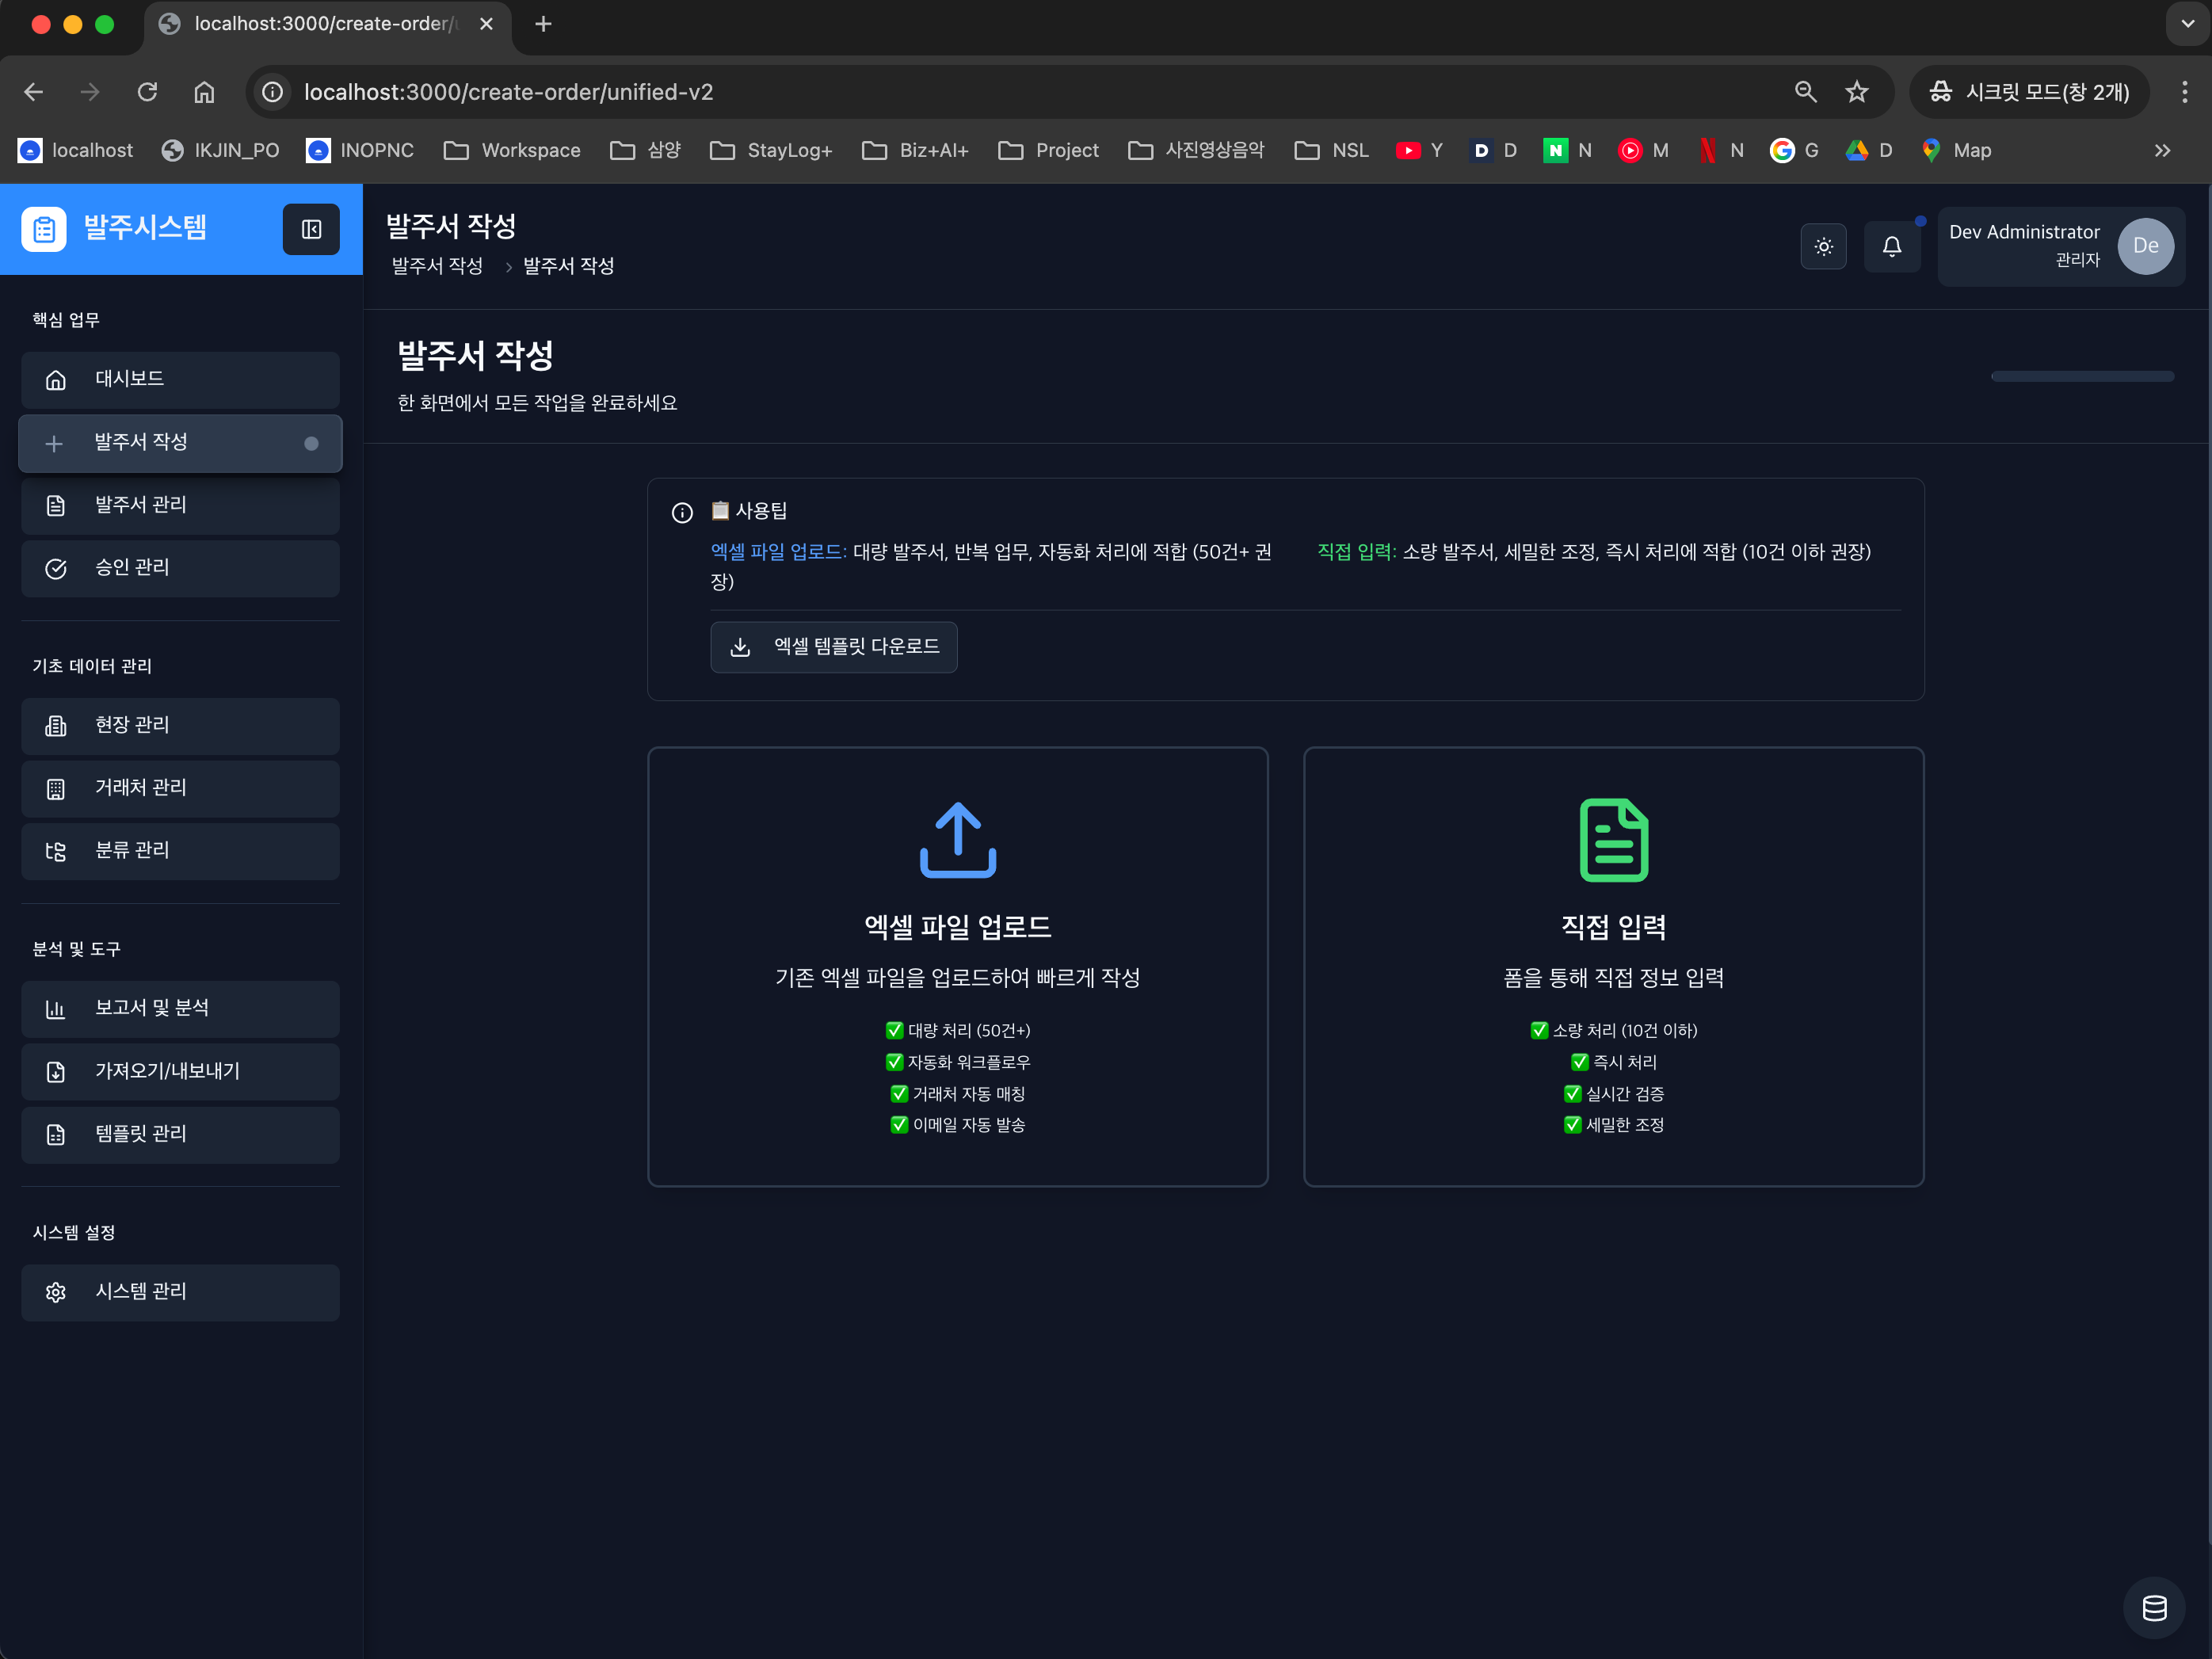 localhost:3000/create-order/
localhost:3000/create-order/unified-v2
시크릿 모드(창 2개)
localhost IKJIN_PO INOPNC Workspace 삼양 StayLog+ Biz+AI+ Project 사진영상음악 NSL Y D N M N G D Map
발주시스템
발주서 작성
발주서 작성 > 발주서 작성
Dev Administrator
관리자
De
핵심 업무
대시보드
발주서 작성
발주서 관리
승인 관리
기초 데이터 관리
현장 관리
거래처 관리
분류 관리
분석 및 도구
보고서 및 분석
가져오기/내보내기
템플릿 관리
시스템 설정
시스템 관리
발주서 작성
한 화면에서 모든 작업을 완료하세요
📋 사용팁
엑셀 파일 업로드: 대량 발주서, 반복 업무, 자동화 처리에 적합 (50건+ 권
장)
직접 입력: 소량 발주서, 세밀한 조정, 즉시 처리에 적합 (10건 이하 권장)
엑셀 템플릿 다운로드
엑셀 파일 업로드
기존 엑셀 파일을 업로드하여 빠르게 작성
✅ 대량 처리 (50건+)
✅ 자동화 워크플로우
✅ 거래처 자동 매칭
✅ 이메일 자동 발송
직접 입력
폼을 통해 직접 정보 입력
✅ 소량 처리 (10건 이하)
✅ 즉시 처리
✅ 실시간 검증
✅ 세밀한 조정